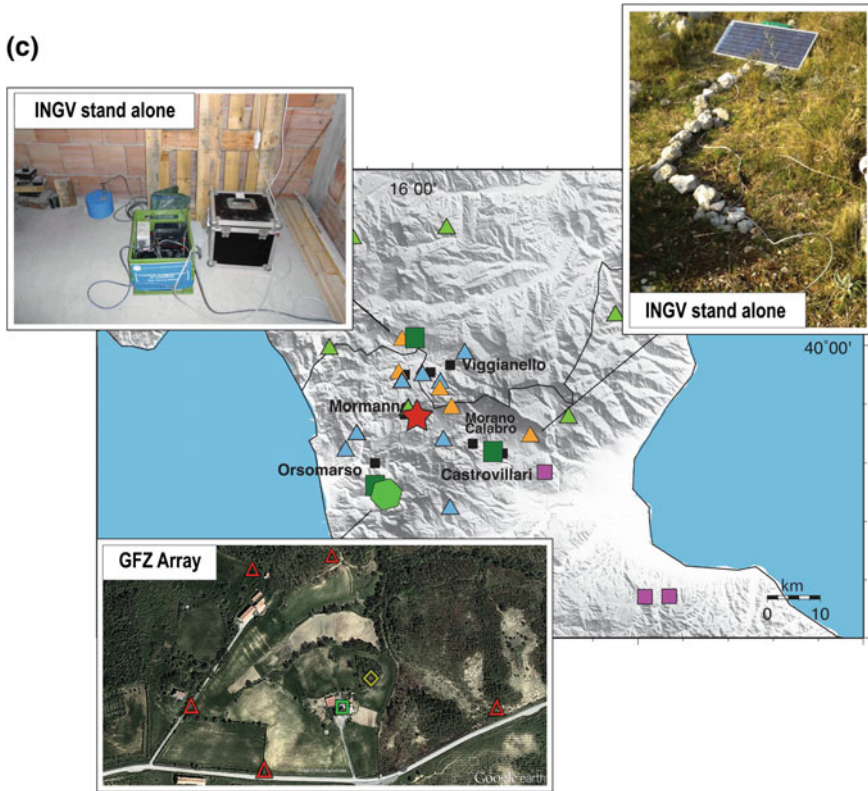 (c)
INGV stand alone
INGV stand alone
16°00'
40°00'
Viggianello
Mormanno
Morano
Calabro
Orsomarso
Castrovillari
km
0 10
GFZ Array
Google earth